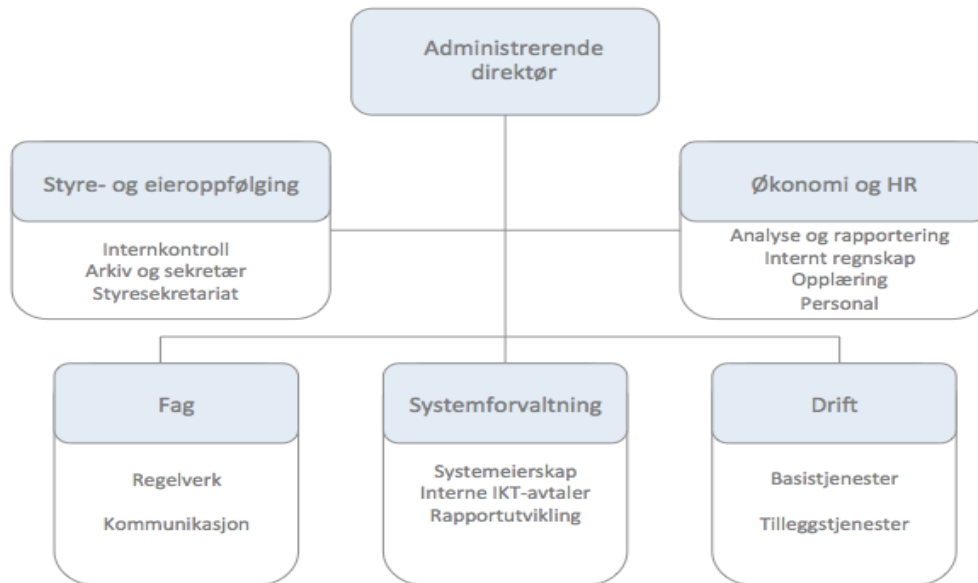 Administrerende
direktør
Styre- og eieroppfølging
Internkontroll
Arkiv og sekretær
Styresekretariat
Økonomi og HR
Analyse og rapportering
Internt regnskap
Opplæring
Personal
Fag
Regelverk
Kommunikasjon
Systemforvaltning
Systemeierskap
Interne IKT-avtaler
Rapportutvikling
Drift
Basistjenester
Tilleggstjenester